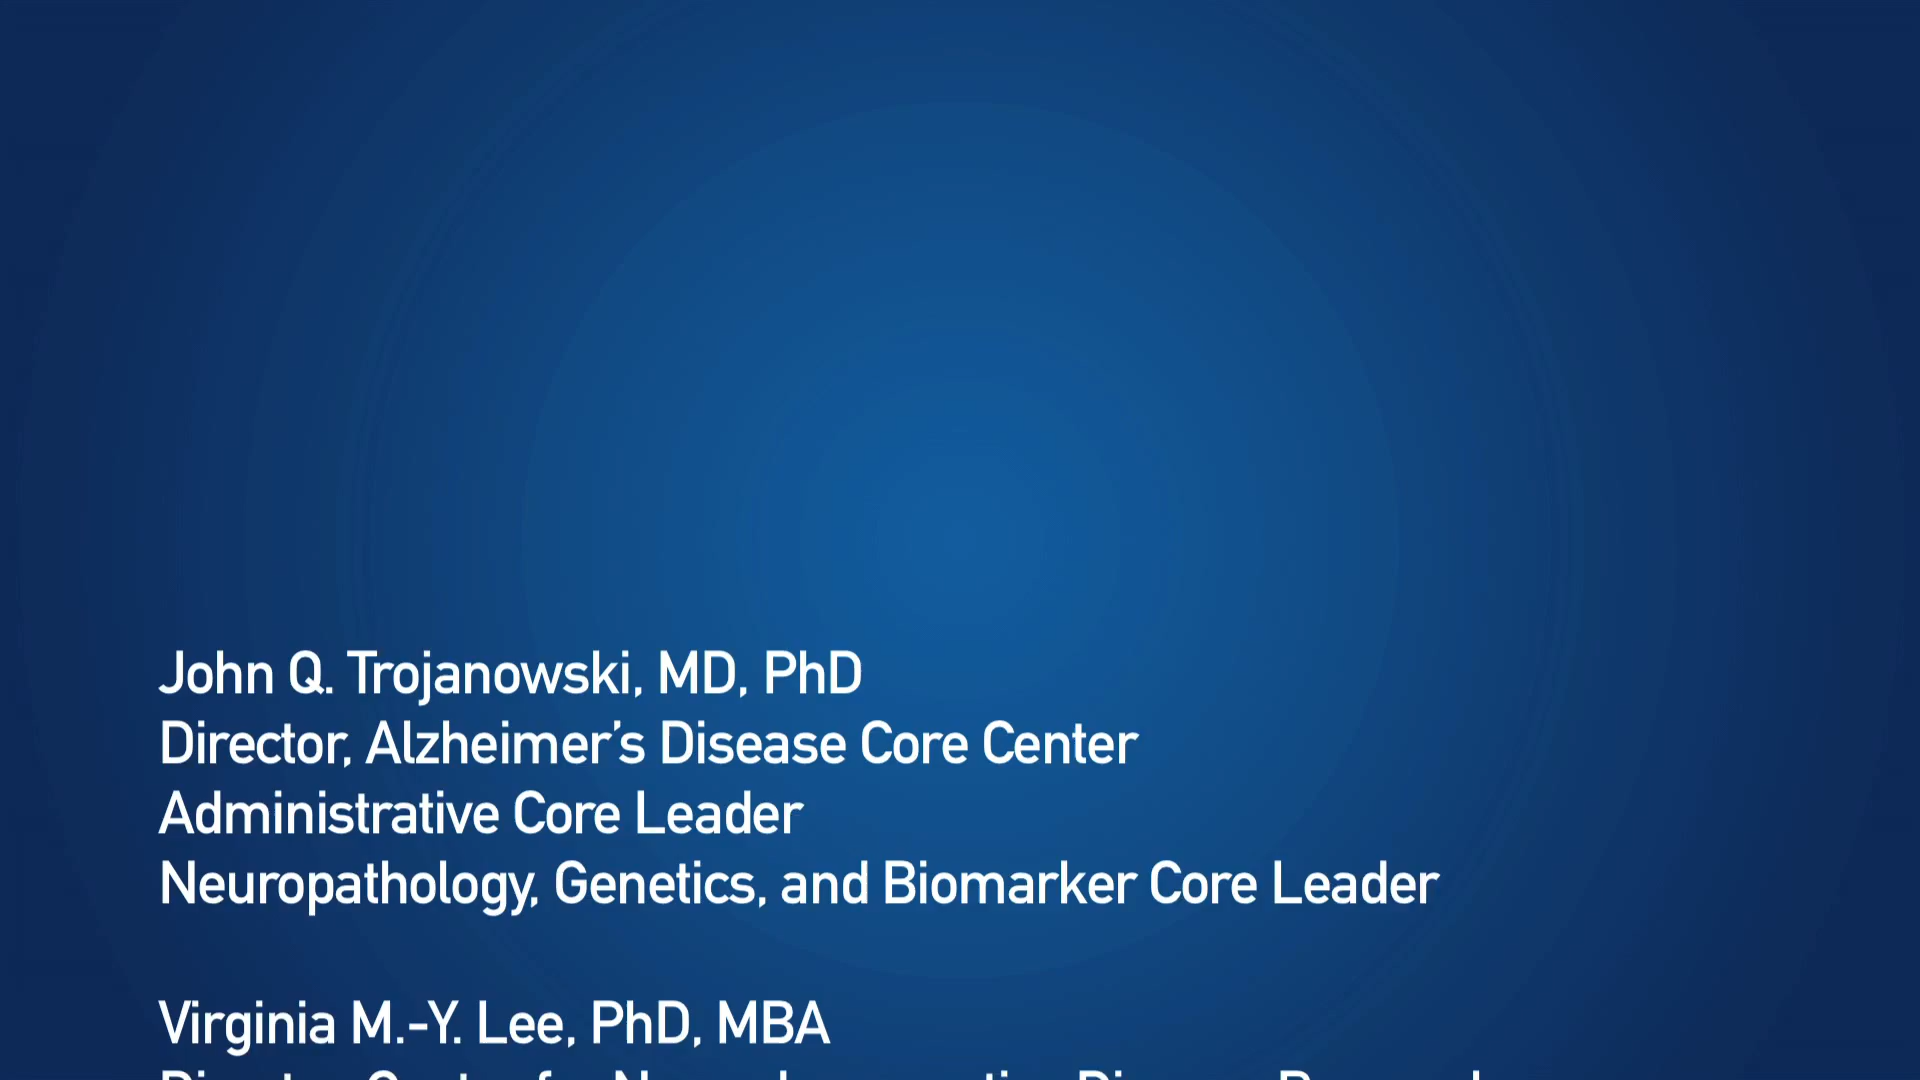 John Q. Trojanowski, MD, PhD
Director, Alzheimer’s Disease Core Center
Administrative Core Leader
Neuropathology, Genetics, and Biomarker Core Leader
Virginia M.-Y. Lee, PhD, MBA